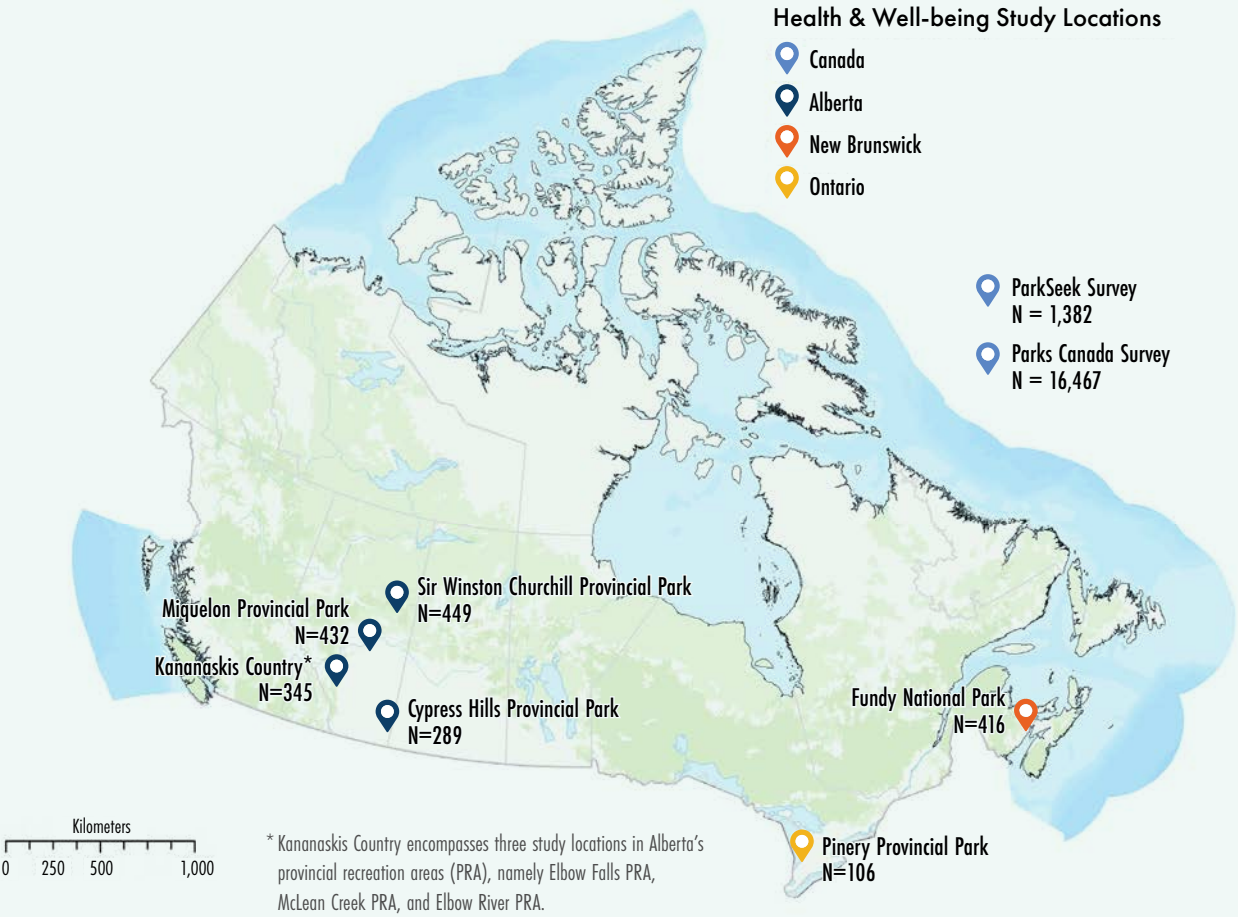 Health & Well-being Study Locations
Canada
Alberta
New Brunswick
Ontario
ParkSeek Survey
N = 1,382
Parks Canada Survey
N = 16,467
Sir Winston Churchill Provincial Park
N=449
Miquelon Provincial Park
N=432
Kananaskis Country*
N=345
Cypress Hills Provincial Park
N=289
Fundy National Park
N=416
Pinery Provincial Park
N=106
Kilometers
0 250 500 1,000
* Kananaskis Country encompasses three study locations in Alberta's
provincial recreation areas (PRA), namely Elbow Falls PRA,
McLean Creek PRA, and Elbow River PRA.